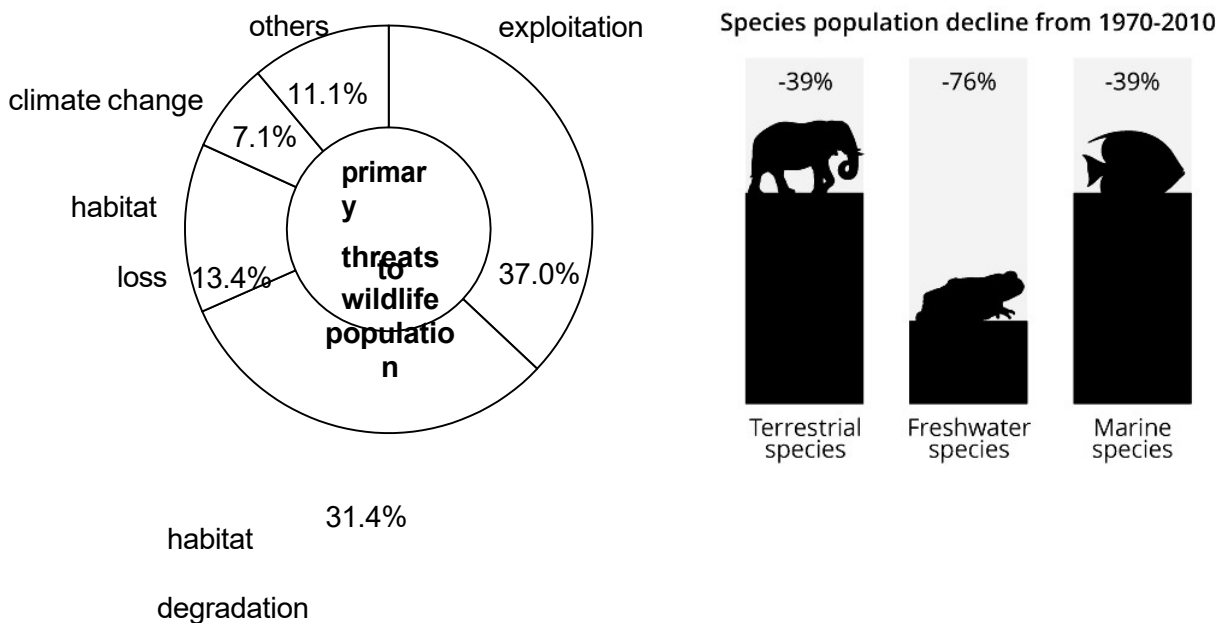 others
exploitation
climate change
11.1%
7.1%
primar
y
habitat
threats
to
loss
13.4%
37.0%
wildlife
populatio
n
31.4%
habitat
degradation
Species population decline from 1970-2010
-39%
-76%
-39%
Terrestrial
species
Freshwater
species
Marine
species